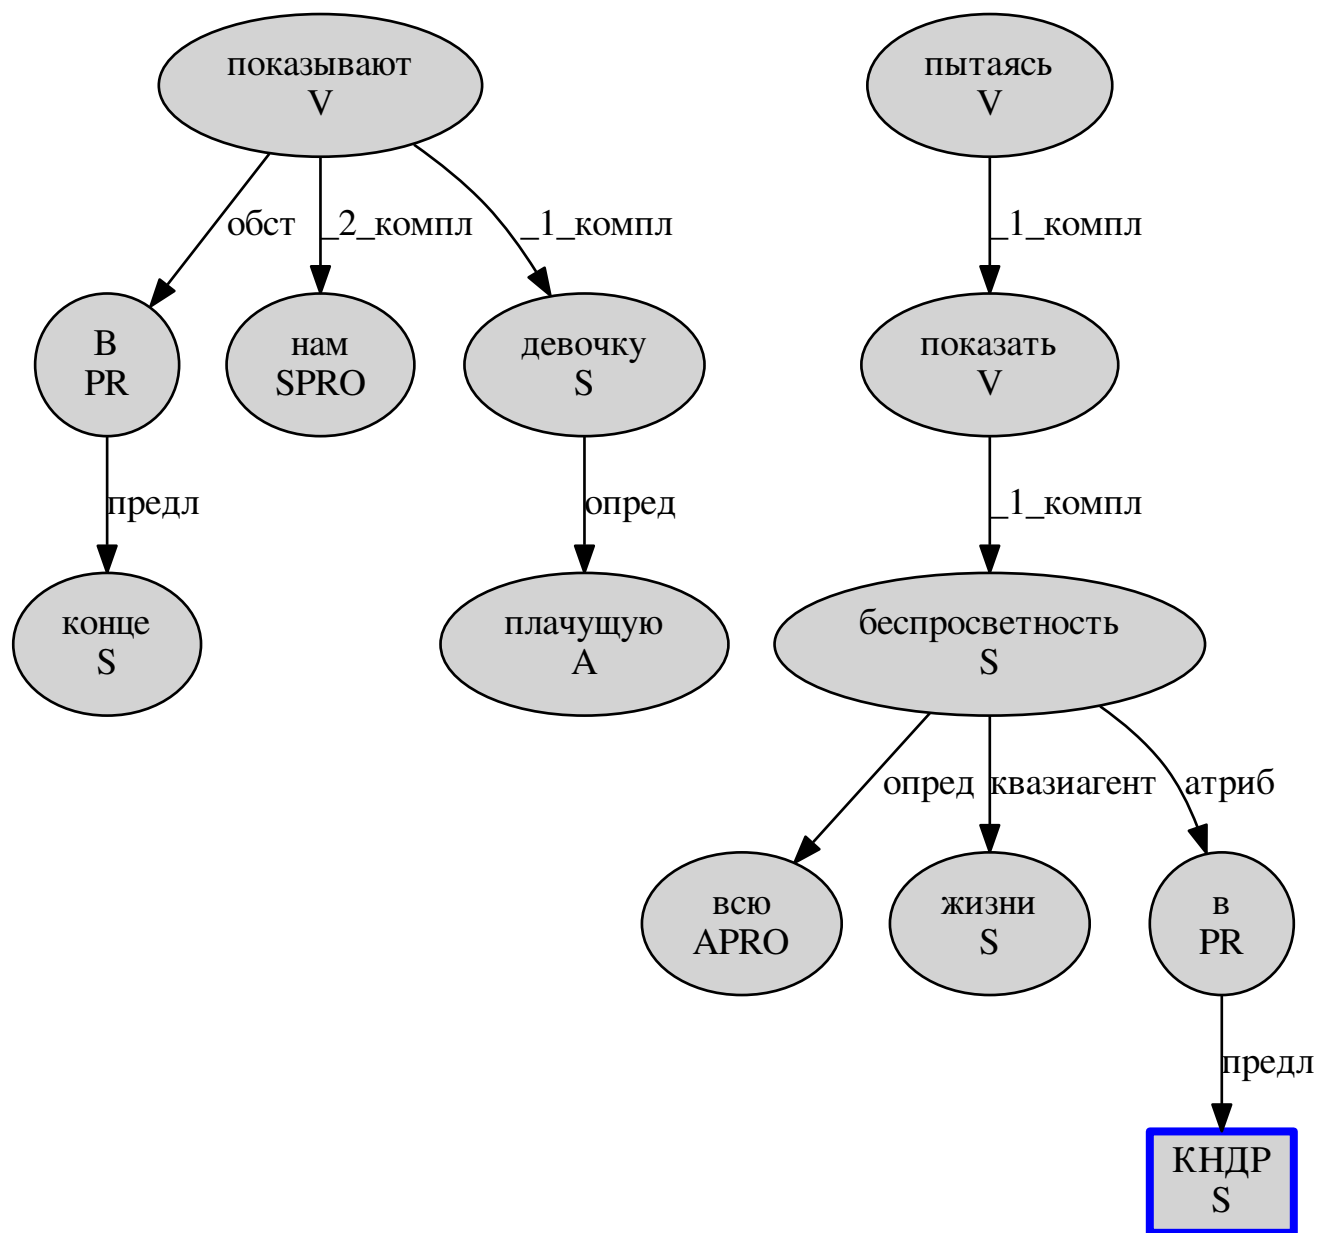 показывают
V
пытаясь
V
обст
_2_компл
_1_компл
_1_компл
В
PR
нам
SPRO
девочку
S
показать
V
предл
опред
_1_компл
конце
S
плачущую
A
беспросветность
S
опред
квазиагент
атриб
всю
APRO
жизни
S
в
PR
предл
КНДР
S